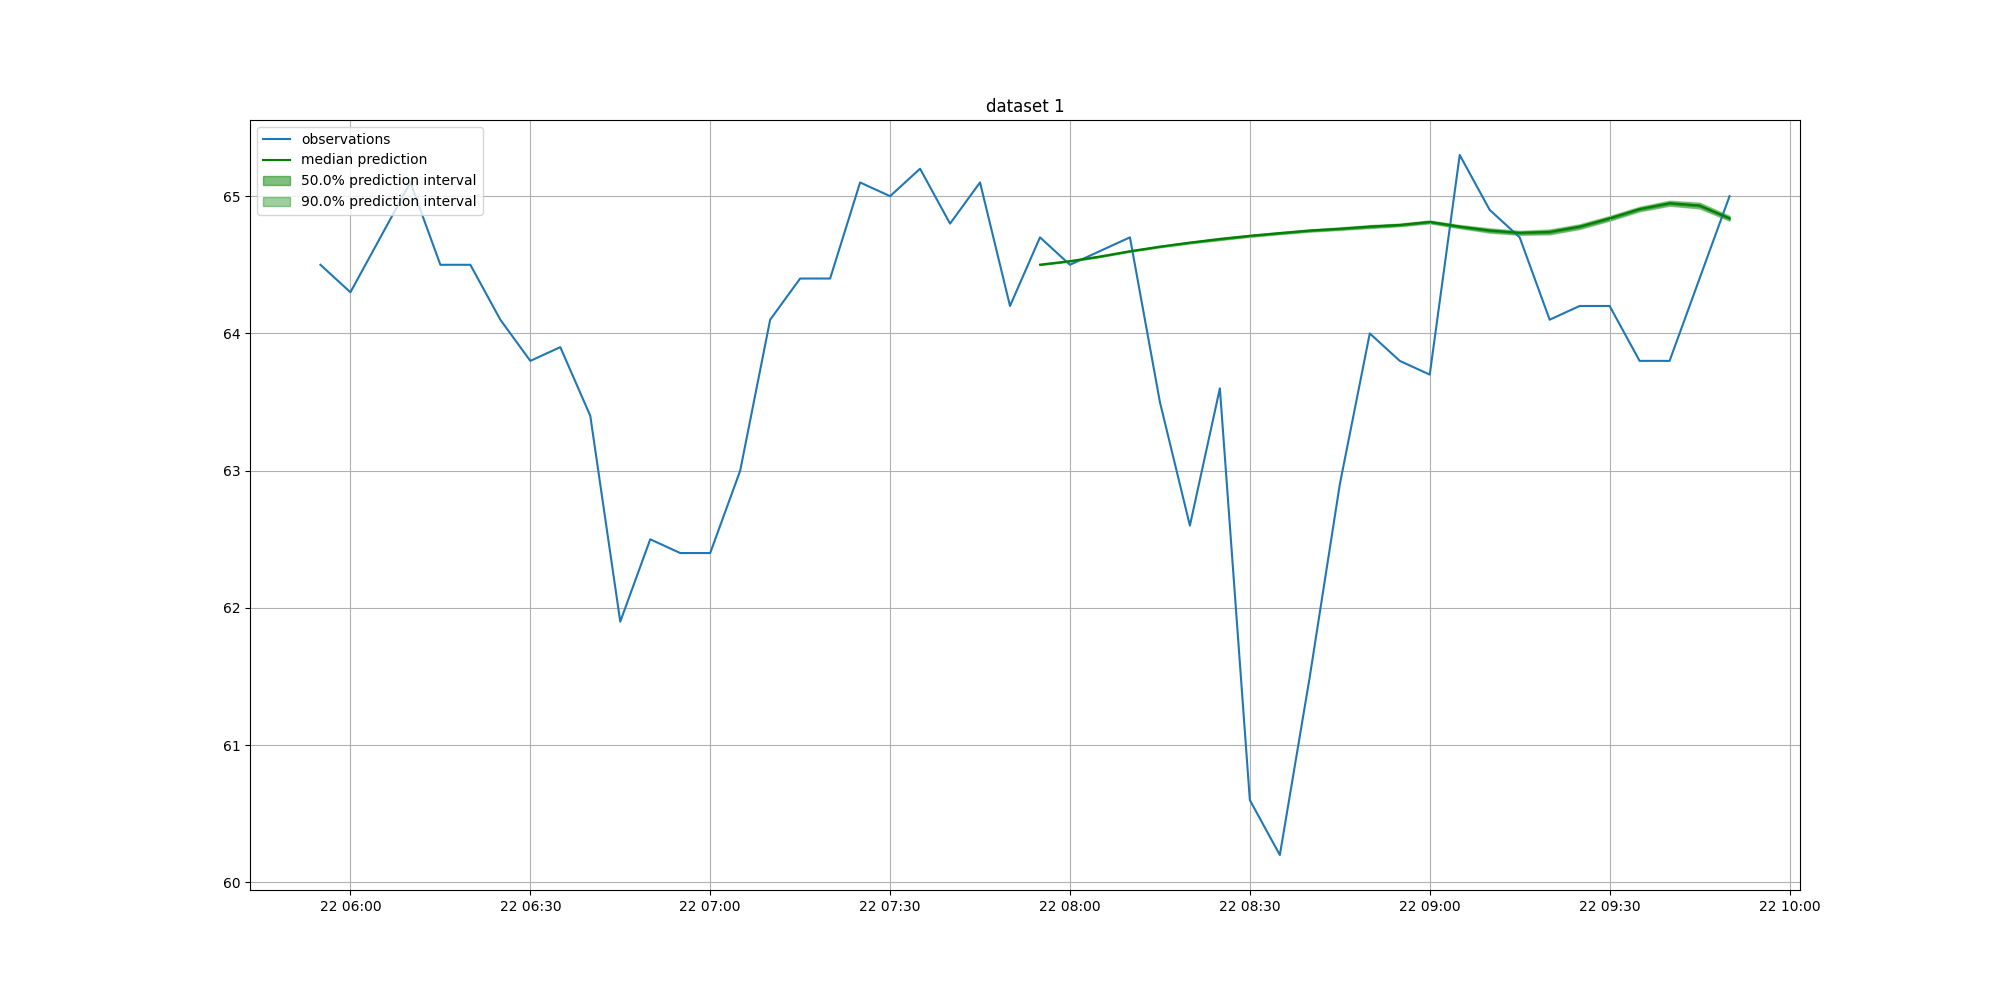 dataset 1
observations
median prediction
50.0% prediction interval
90.0% prediction interval
65
64
63
62
61
60
22 06:00 22 06:30 22 07:00 22 07:30 22 08:00 22 08:30 22 09:00 22 09:30 22 10:00